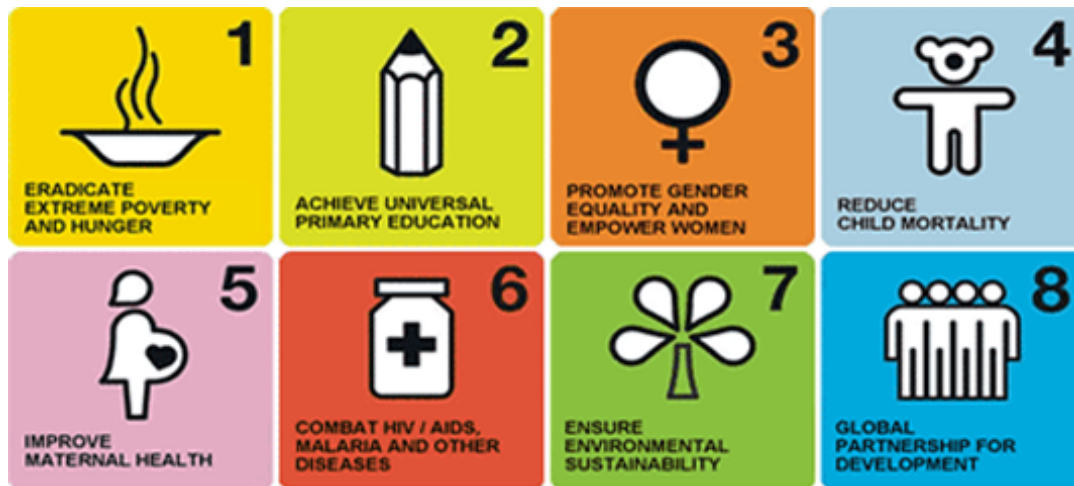 1
ERADICATE
EXTREME POVERTY
AND HUNGER
2
ACHIEVE UNIVERSAL
PRIMARY EDUCATION
3
PROMOTE GENDER
EQUALITY AND
EMPOWER WOMEN
4
REDUCE
CHILD MORTALITY
5
IMPROVE
MATERNAL HEALTH
6
COMBAT HIV / AIDS,
MALARIA AND OTHER
DISEASES
7
ENSURE
ENVIRONMENTAL
SUSTAINABILITY
8
GLOBAL
PARTNERSHIP FOR
DEVELOPMENT